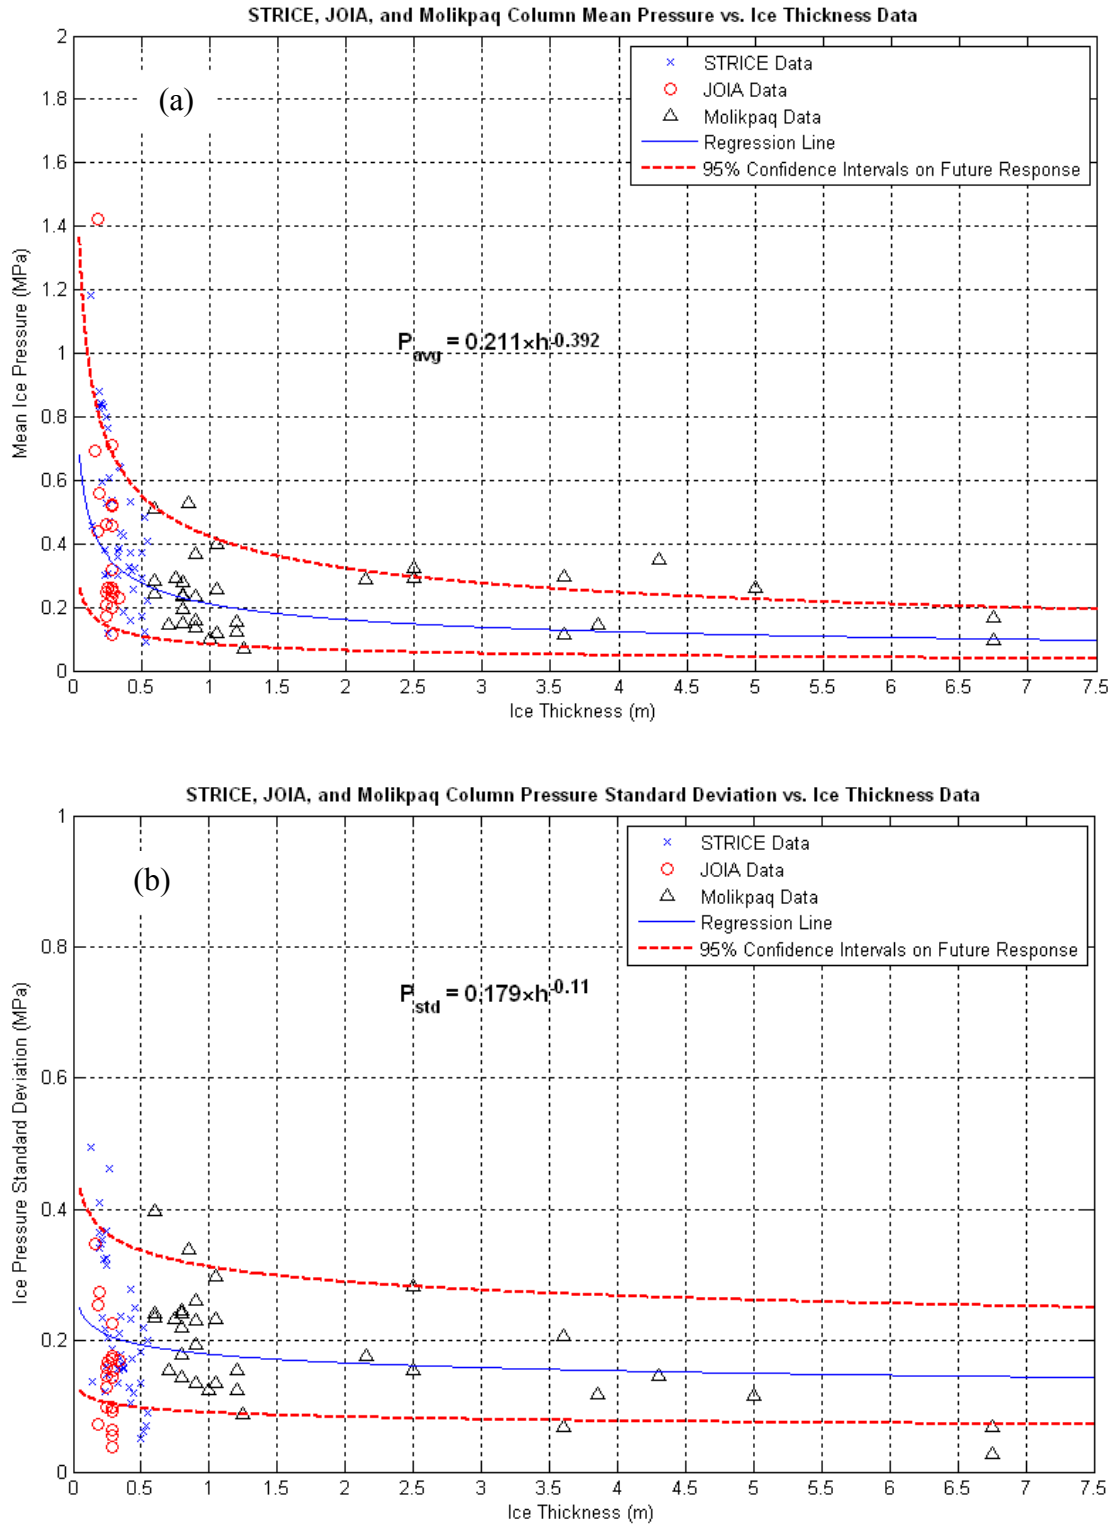 STRICE, JOIA, and Molikpaq Column Mean Pressure vs. Ice Thickness Data
(a)
STRICE Data
JOIA Data
Molikpaq Data
Regression Line
95% Confidence Intervals on Future Response
P_avg = 0.211×h^-0.392
Mean Ice Pressure (MPa)
2
1.8
1.6
1.4
1.2
1
0.8
0.6
0.4
0.2
0
0 0.5 1 1.5 2 2.5 3 3.5 4 4.5 5 5.5 6 6.5 7 7.5
Ice Thickness (m)
STRICE, JOIA, and Molikpaq Column Pressure Standard Deviation vs. Ice Thickness Data
(b)
STRICE Data
JOIA Data
Molikpaq Data
Regression Line
95% Confidence Intervals on Future Response
P_std = 0.179×h^-0.11
Ice Pressure Standard Deviation (MPa)
1
0.8
0.6
0.4
0.2
0
0 0.5 1 1.5 2 2.5 3 3.5 4 4.5 5 5.5 6 6.5 7 7.5
Ice Thickness (m)